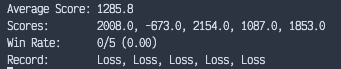 Average Score: 1285.8
Scores:        2008.0, -673.0, 2154.0, 1087.0, 1853.0
Win Rate:      0/5 (0.00)
Record:        Loss, Loss, Loss, Loss, Loss